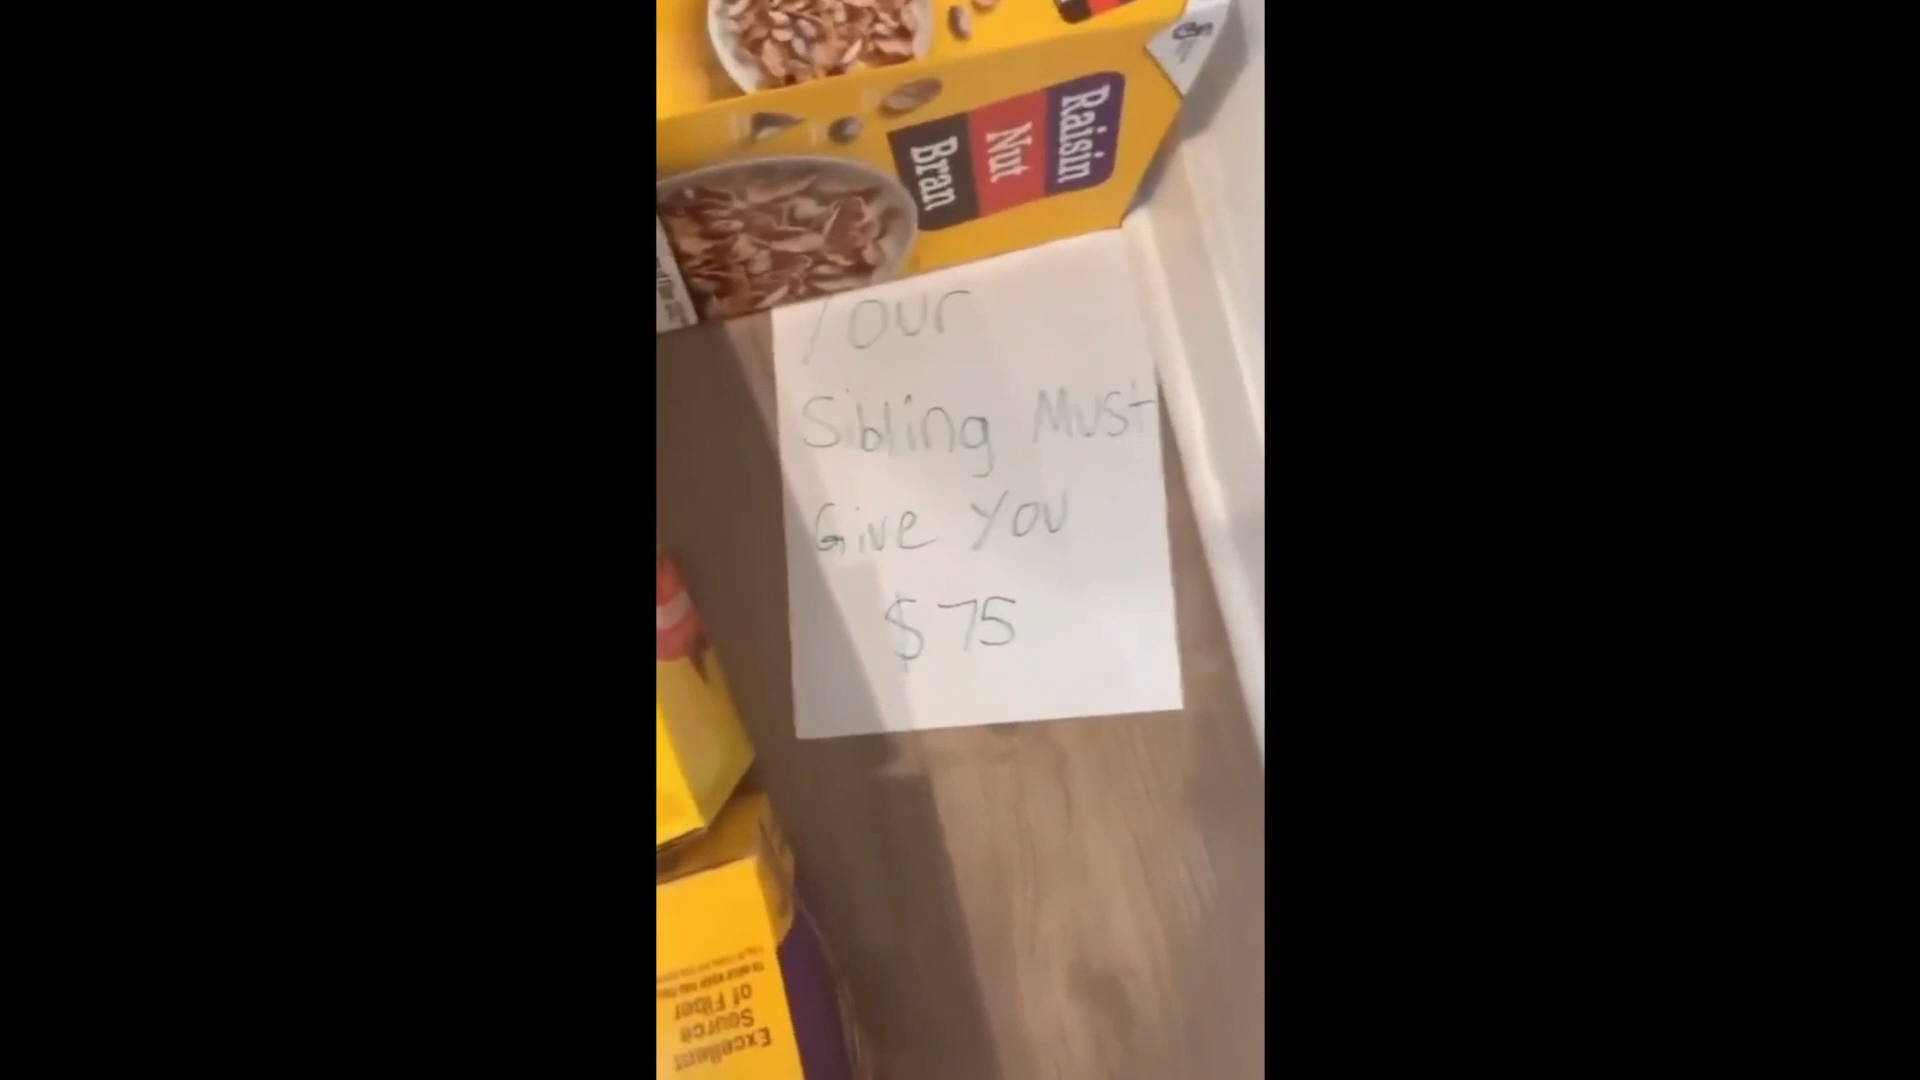 Raisin
Nut
Bran
Your
Sibling Must
Give You
$75
Excellent
Source
of Fiber